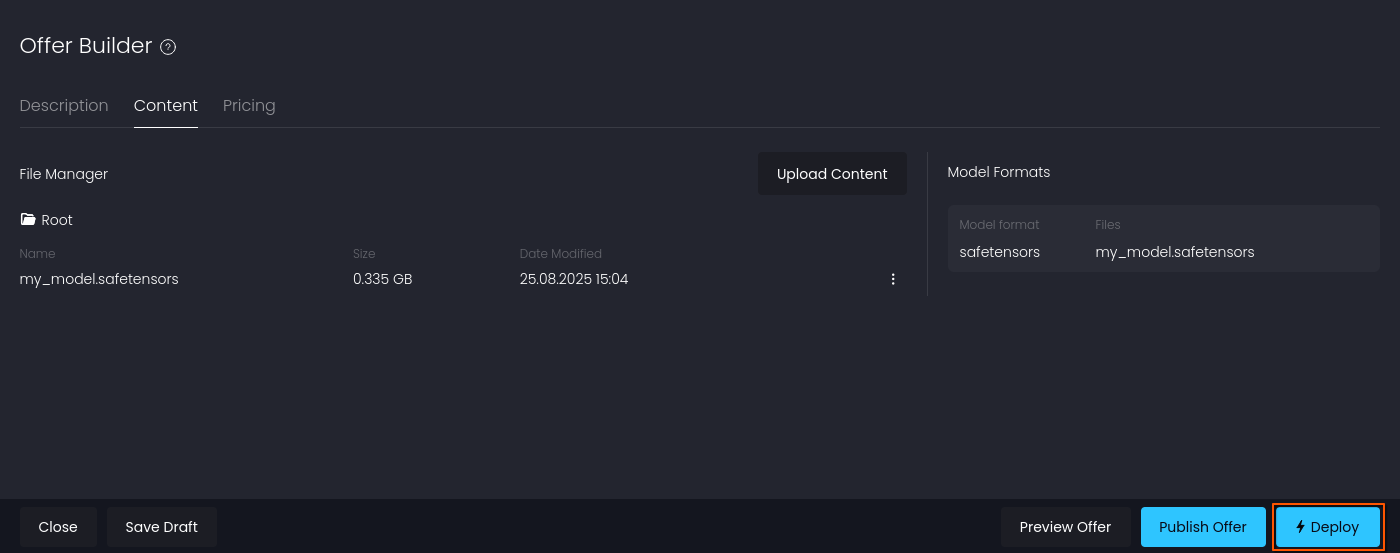 Offer Builder ?
Description Content Pricing
File Manager
Upload Content
Root
Name Size Date Modified
my_model.safetensors 0.335 GB 25.08.2025 15:04
Model Formats
Model format Files
safetensors my_model.safetensors
Close Save Draft Preview Offer Publish Offer Deploy